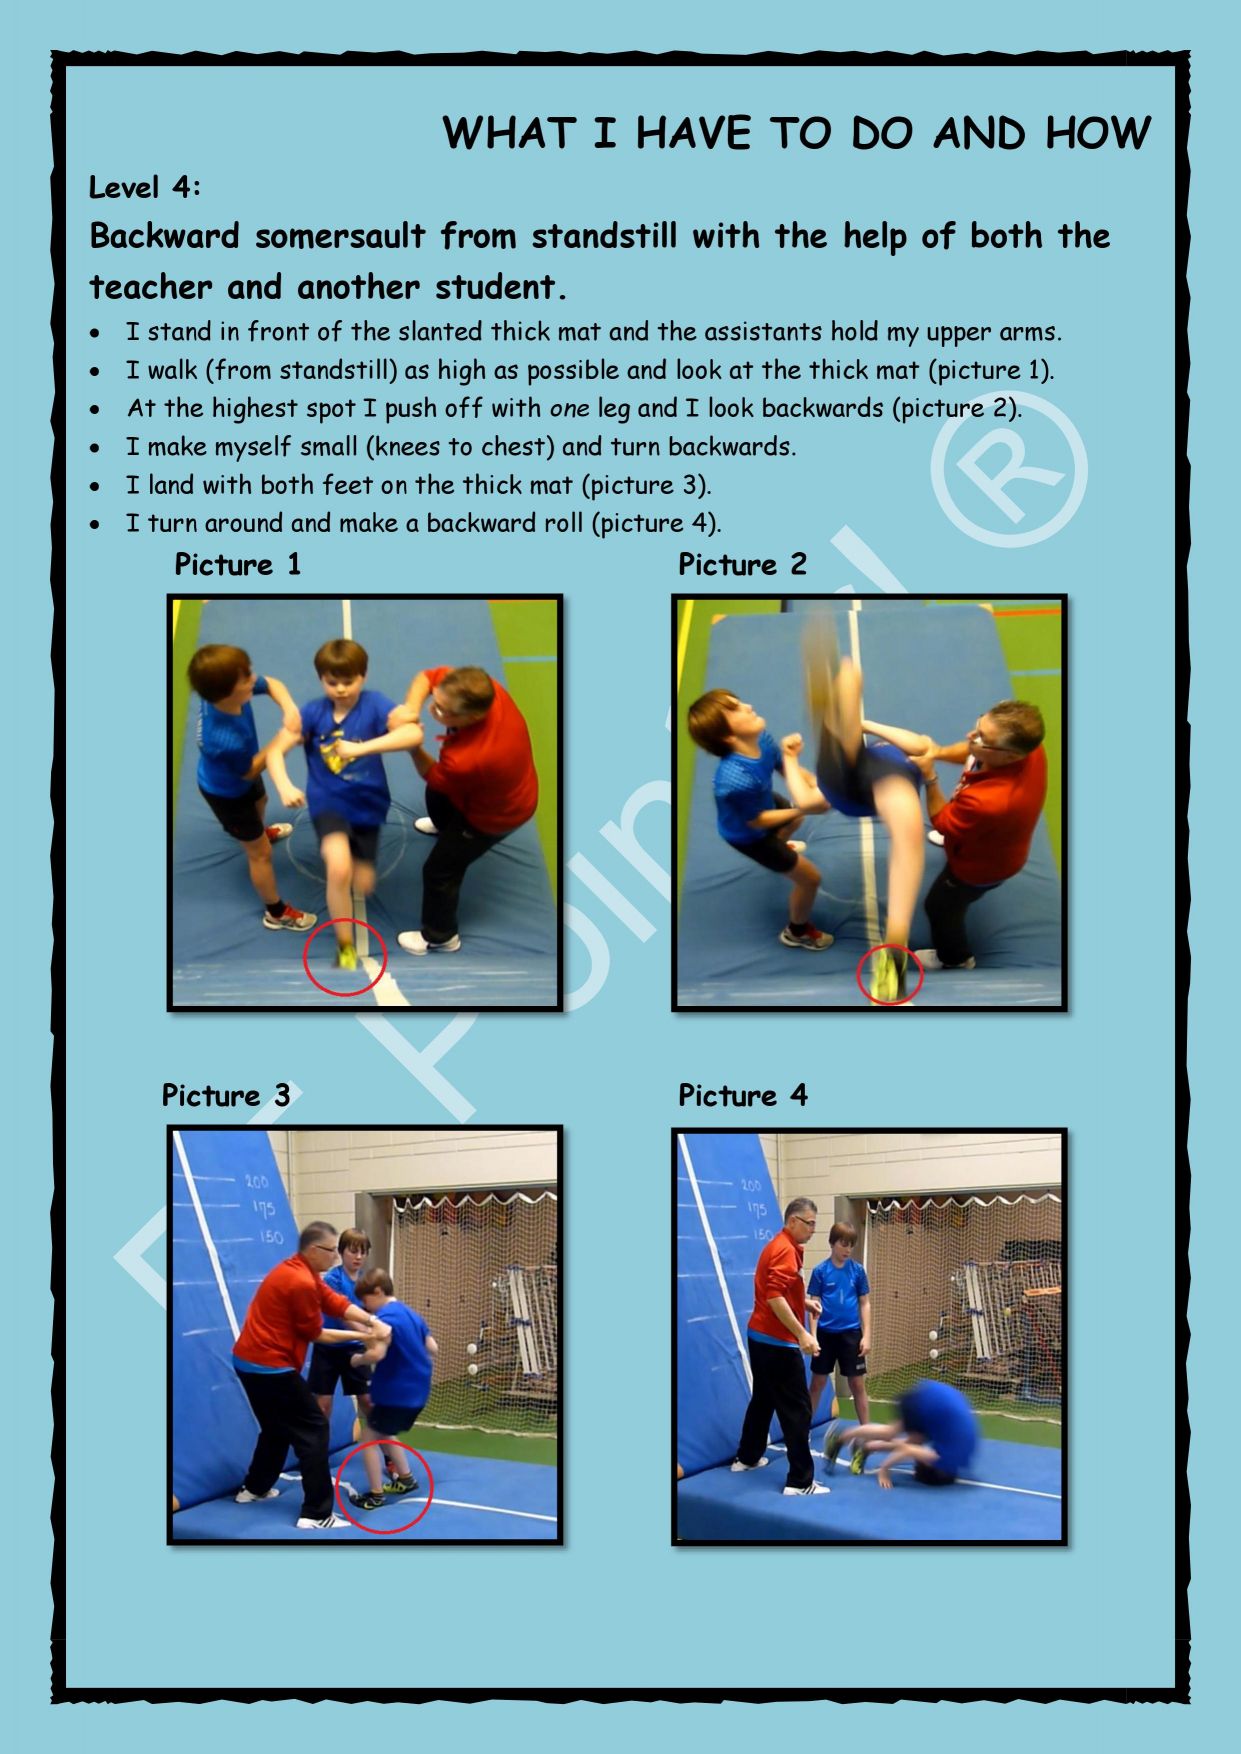 WHAT I HAVE TO DO AND HOW
Level 4:
Backward somersault from standstill with the help of both the
teacher and another student.
• I stand in front of the slanted thick mat and the assistants hold my upper arms.
• I walk (from standstill) as high as possible and look at the thick mat (picture 1).
• At the highest spot I push off with one leg and I look backwards (picture 2).
• I make myself small (knees to chest) and turn backwards.
• I land with both feet on the thick mat (picture 3).
• I turn around and make a backward roll (picture 4).
Picture 1
Picture 2
Picture 3
Picture 4
200
175
150
200
175
150
®